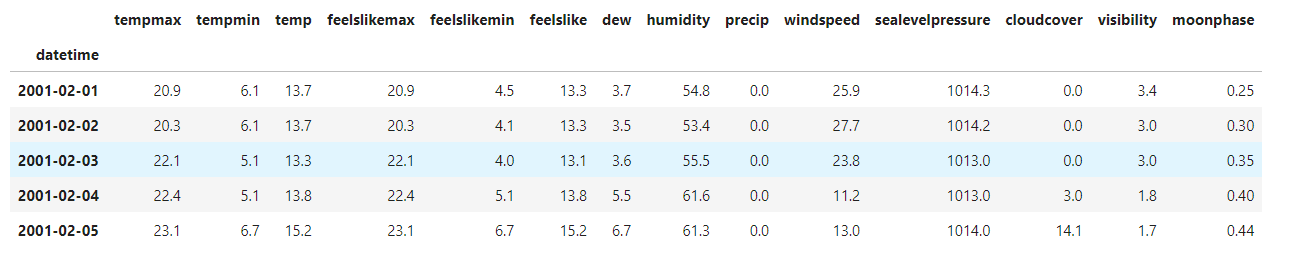 tempmax tempmin temp feelslikemax feelslikemin feelslike dew humidity precip windspeed sealevelpressure cloudcover visibility moonphase
datetime
2001-02-01 20.9 6.1 13.7 20.9 4.5 13.3 3.7 54.8 0.0 25.9 1014.3 0.0 3.4 0.25
2001-02-02 20.3 6.1 13.7 20.3 4.1 13.3 3.5 53.4 0.0 27.7 1014.2 0.0 3.0 0.30
2001-02-03 22.1 5.1 13.3 22.1 4.0 13.1 3.6 55.5 0.0 23.8 1013.0 0.0 3.0 0.35
2001-02-04 22.4 5.1 13.8 22.4 5.1 13.8 5.5 61.6 0.0 11.2 1013.0 3.0 1.8 0.40
2001-02-05 23.1 6.7 15.2 23.1 6.7 15.2 6.7 61.3 0.0 13.0 1014.0 14.1 1.7 0.44